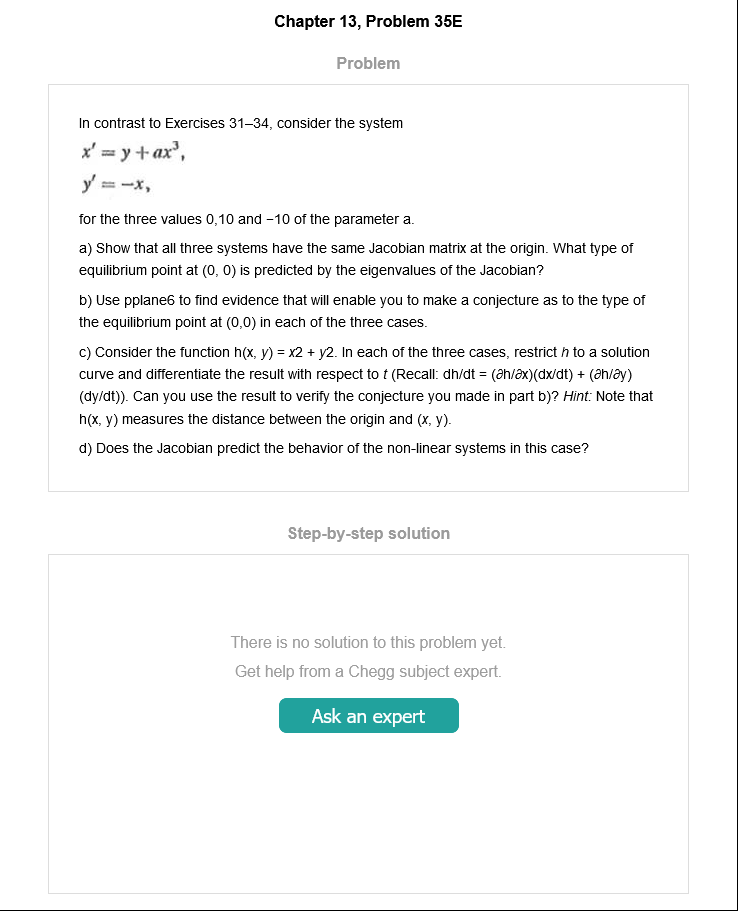 Chapter 13, Problem 35E
Problem
In contrast to Exercises 31–34, consider the system
x′ = y + ax³,
y′ = −x,
for the three values 0,10 and −10 of the parameter a.
a) Show that all three systems have the same Jacobian matrix at the origin. What type of
equilibrium point at (0, 0) is predicted by the eigenvalues of the Jacobian?
b) Use pplane6 to find evidence that will enable you to make a conjecture as to the type of
the equilibrium point at (0,0) in each of the three cases.
c) Consider the function h(x, y) = x2 + y2. In each of the three cases, restrict h to a solution
curve and differentiate the result with respect to t (Recall: dh/dt = (∂h/∂x)(dx/dt) + (∂h/∂y)
(dy/dt)). Can you use the result to verify the conjecture you made in part b)? Hint: Note that
h(x, y) measures the distance between the origin and (x, y).
d) Does the Jacobian predict the behavior of the non-linear systems in this case?
Step-by-step solution
There is no solution to this problem yet.
Get help from a Chegg subject expert.
Ask an expert